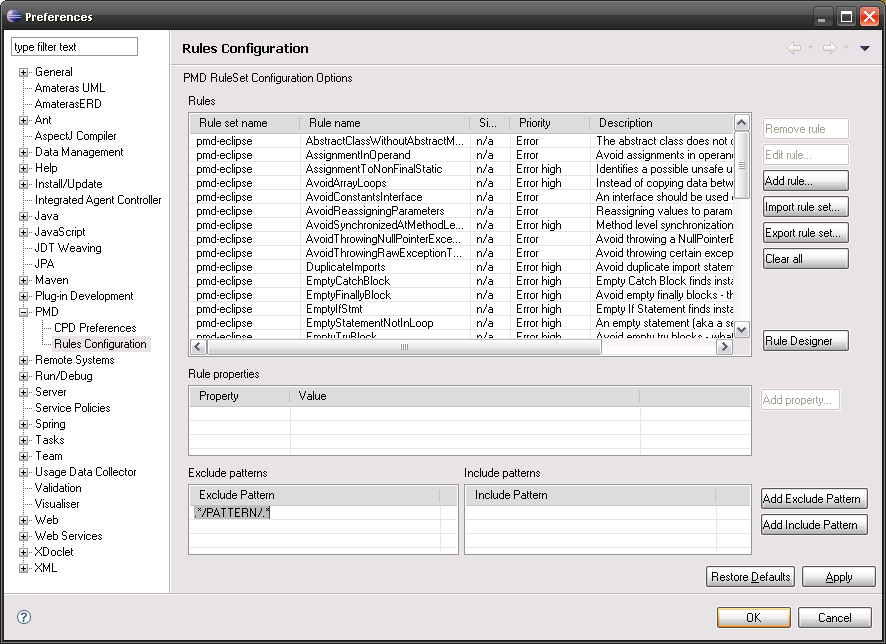 Preferences
type filter text
General
Amateras UML
AmaterasERD
Ant
AspectJ Compiler
Data Management
Help
Install/Update
Integrated Agent Controller
Java
JavaScript
JDT Weaving
JPA
Maven
Plug-in Development
PMD
CPD Preferences
Rules Configuration
Remote Systems
Run/Debug
Server
Service Policies
Spring
Tasks
Team
Usage Data Collector
Validation
Visualiser
Web
Web Services
XDoclet
XML
Rules Configuration
PMD RuleSet Configuration Options
Rules
Rule set name Rule name Si... Priority Description
pmd-eclipse AbstractClassWithoutAbstractM... n/a Error The abstract class does not c
pmd-eclipse AssignmentInOperand n/a Error Avoid assignments in operand
pmd-eclipse AssignmentToNonFinalStatic n/a Error high Identifies a possible unsafe u
pmd-eclipse AvoidArrayLoops n/a Error high Instead of copying data betw
pmd-eclipse AvoidConstantsInterface n/a Error An interface should be used
pmd-eclipse AvoidReassigningParameters n/a Error Reassigning values to param
pmd-eclipse AvoidSynchronizedAtMethodLe... n/a Error high Method level synchronization
pmd-eclipse AvoidThrowingNullPointerExce... n/a Error Avoid throwing a NullPointerE
pmd-eclipse AvoidThrowingRawExceptionT... n/a Error Avoid throwing certain excep
pmd-eclipse DuplicateImports n/a Error high Avoid duplicate import statem
pmd-eclipse EmptyCatchBlock n/a Error high Empty Catch Block finds insta
pmd-eclipse EmptyFinallyBlock n/a Error high Avoid empty finally blocks - th
pmd-eclipse EmptyIfStmt n/a Error high Empty If Statement finds insta
pmd-eclipse EmptyStatementNotInLoop n/a Error high An empty statement (aka a se
pmd-eclipse EmptyTryBlock n/a Error high Avoid empty try blocks - what
Remove rule
Edit rule...
Add rule...
Import rule set...
Export rule set...
Clear all
Rule Designer
Rule properties
Property Value
Add property...
Exclude patterns
Exclude Pattern
.*/PATTERN/.*
Include patterns
Include Pattern
Add Exclude Pattern
Add Include Pattern
Restore Defaults
Apply
?
OK
Cancel